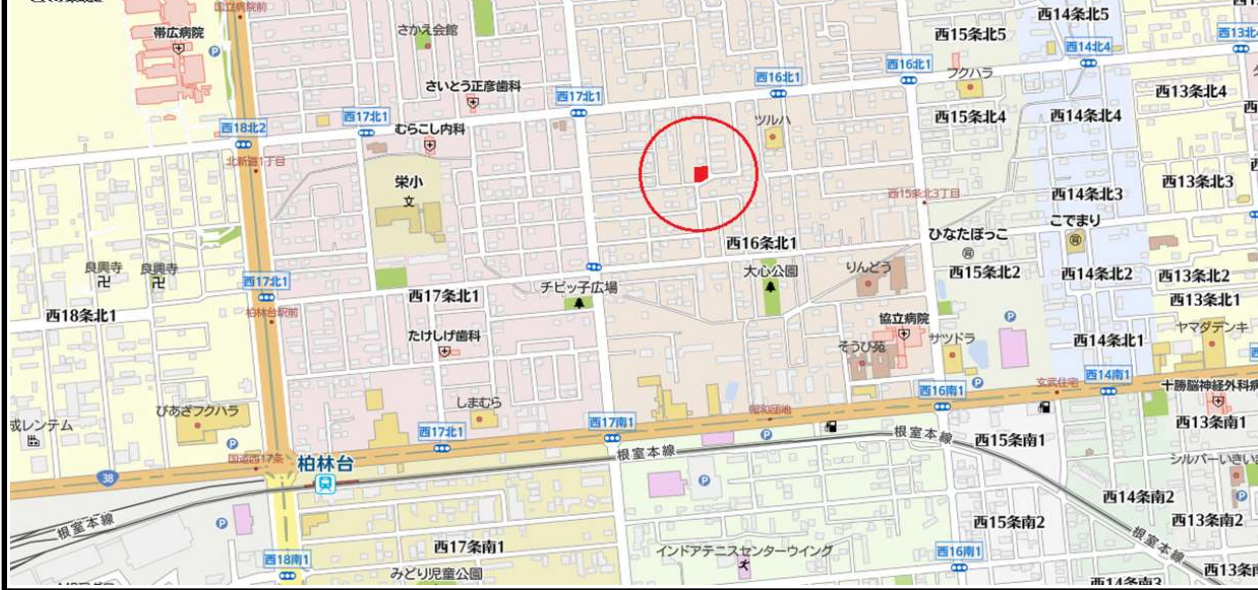 国立病院前
帯広病院
さかえ会館
西14条北5
西15条北5
西14北4
西16北1
西16北1
フクハラ
さいとう正彦歯科
西17北1
西13条北4
ツルハ
西17北1
西15条北4
西14条北4
西18北2
むらこし内科
北新道1丁目
栄小
文
西13条北3
西14条北3
西15条北3丁目
こでまり
ひなたぼっこ
西16条北1
良興寺
良興寺
大心公園
りんどう
西15条北2
西14条北2
西13条北2
西17北1
チビッ子広場
西17条北1
西13条北1
柏林台駅前
西18条北1
協立病院
ヤマダデンキ
たけしげ歯科
サツドラ
西14条北1
そうび苑
西14南1
玄武住宅
西16南1
しまむら
ぴあざフクハラ
昭和団地
西17南1
西13条南1
成レンテム
西17北1
根室本線
西15条南1
根室本線
国道西17条
柏林台
38
西14条南2
根室本線
西15条南2
西13条南2
根室本線
西17条南1
インドアテニスセンターウイング
西16南1
西18南1
みどり児童公園
西14条南3